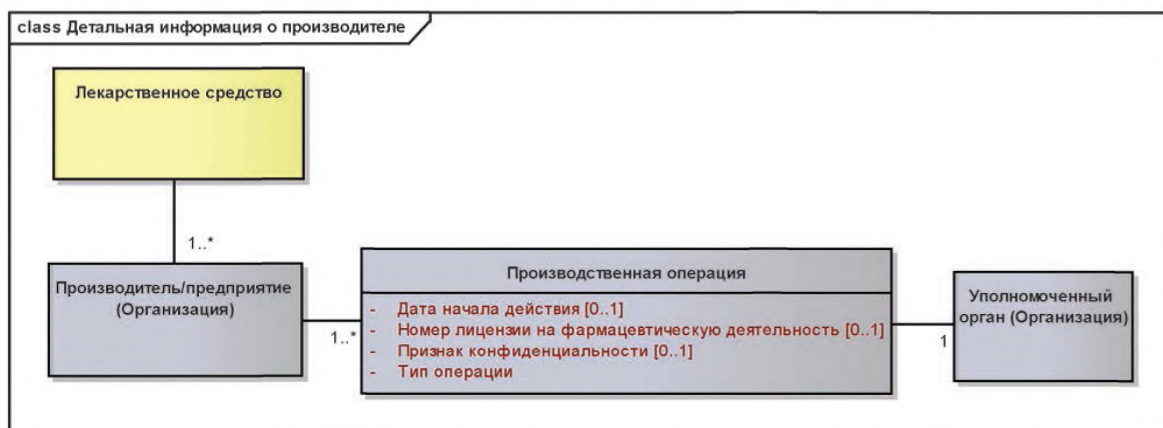 class Детальная информация о производителе
Лекарственное средство
1..*
Производитель/предприятие
(Организация)
1..*
Производственная операция
- Дата начала действия [0..1]
- Номер лицензии на фармацевтическую деятельность [0..1]
- Признак конфиденциальности [0..1]
- Тип операции
1
Уполномоченный
орган (Организация)